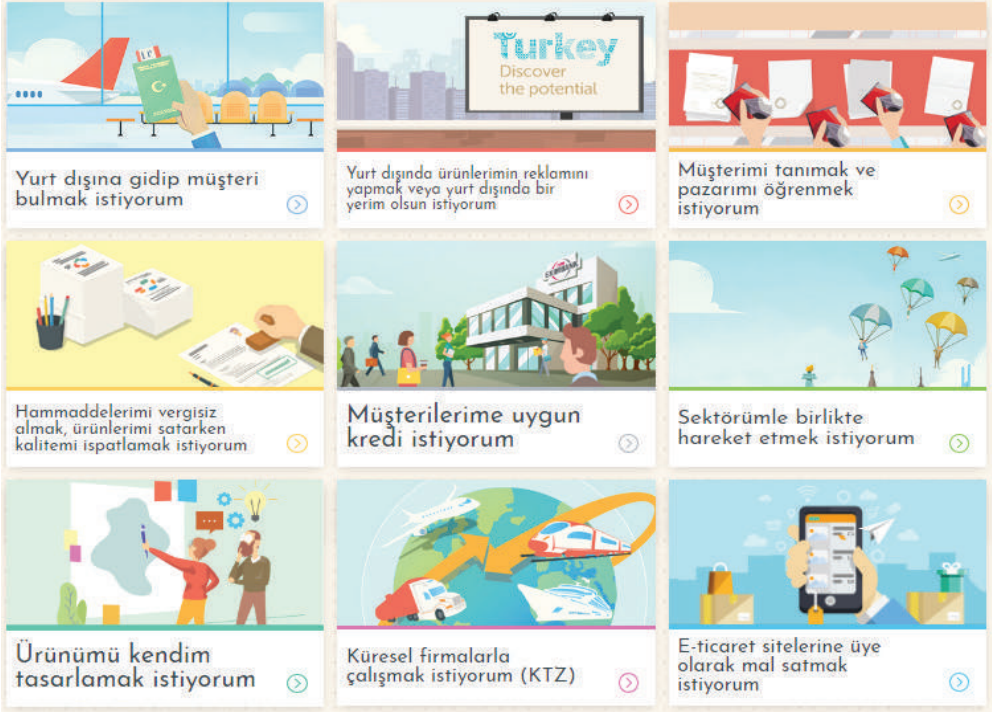 Turkey
Discover
the potential
Yurt dışına gidip müşteri
bulmak istiyorum
Yurt dışında ürünlerimin reklamını
yapmak veya yurt dışında bir
yerim olsun istiyorum
Müşterimi tanımak ve
pazarımı öğrenmek
istiyorum
EXIMBANK
Hammaddelerimi vergisiz
almak, ürünlerimi satarken
kalitemi ispatlamak istiyorum
Müşterilerime uygun
kredi istiyorum
Sektörümle birlikte
hareket etmek istiyorum
Ürünümü kendim
tasarlamak istiyorum
Küresel firmalarla
çalışmak istiyorum (KTZ)
E-ticaret sitelerine üye
olarak mal satmak
istiyorum